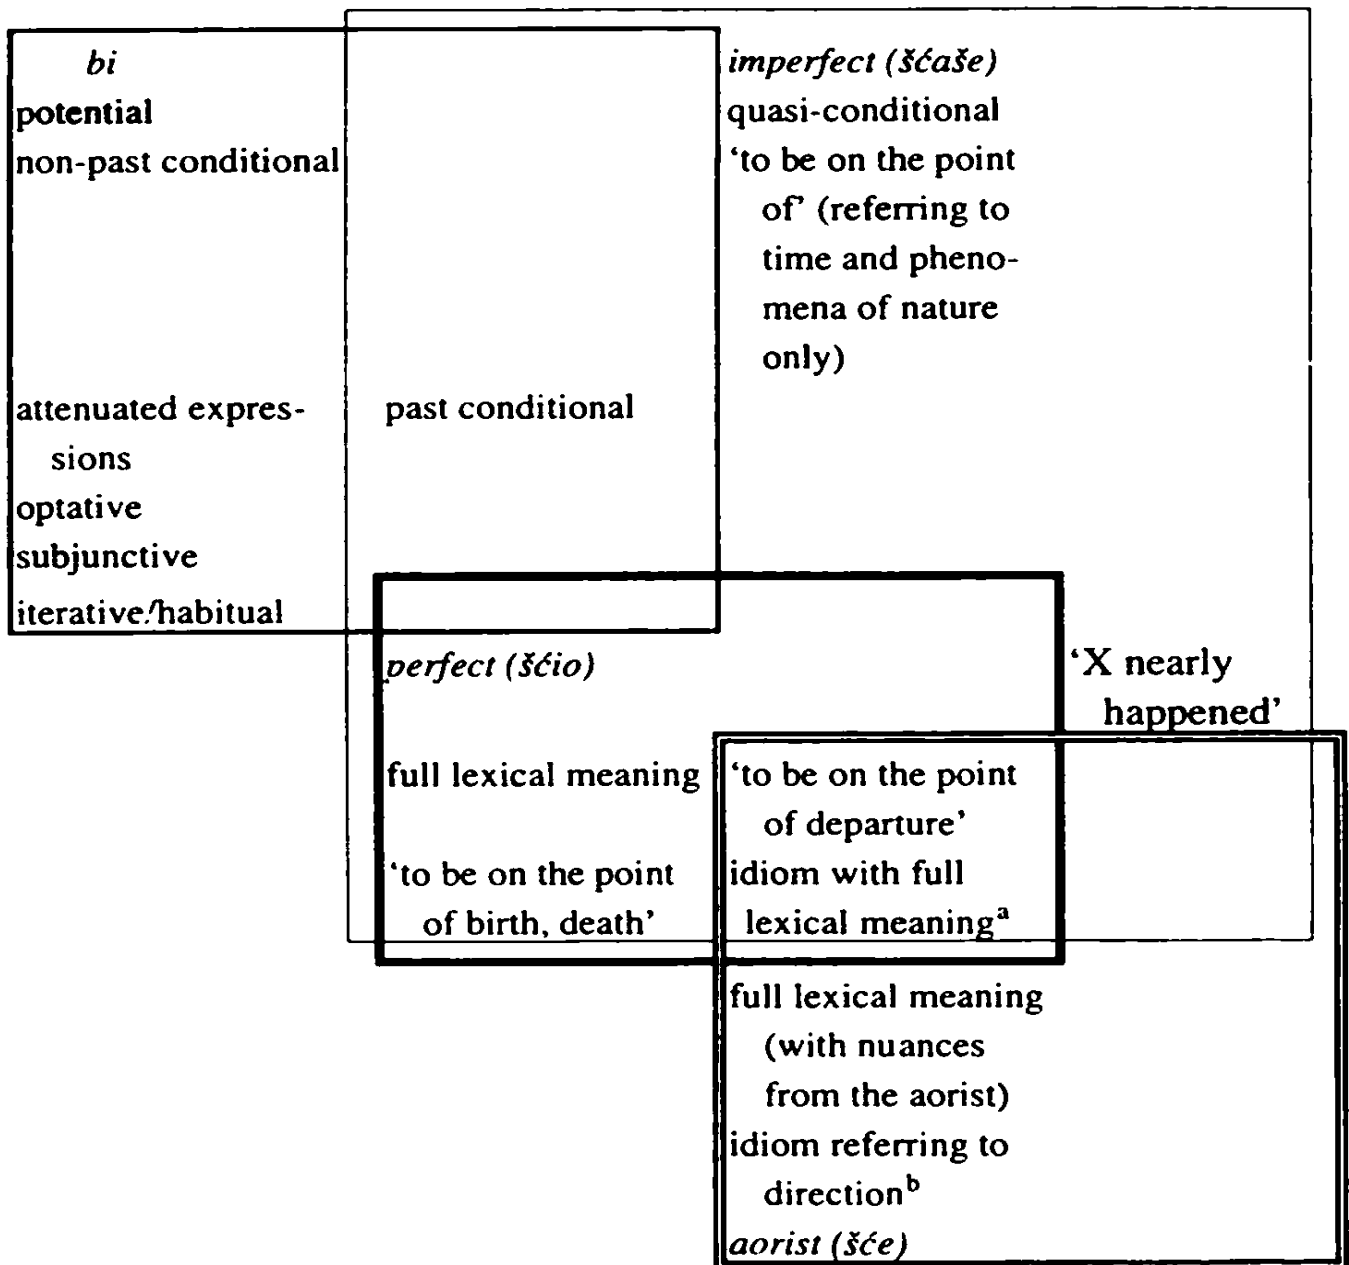 bi
potential
non-past conditional
imperfect (šćaše)
quasi-conditional
‘to be on the point
of’ (referring to
time and pheno-
mena of nature
only)
attenuated expres-
sions
optative
subjunctive
iterative/habitual
past conditional
perfect (šćio)
‘X nearly
happened’
full lexical meaning
‘to be on the point
of birth, death’
‘to be on the point
of departure’
idiom with full
lexical meaningᵃ
full lexical meaning
(with nuances
from the aorist)
idiom referring to
directionᵇ
aorist (šće)